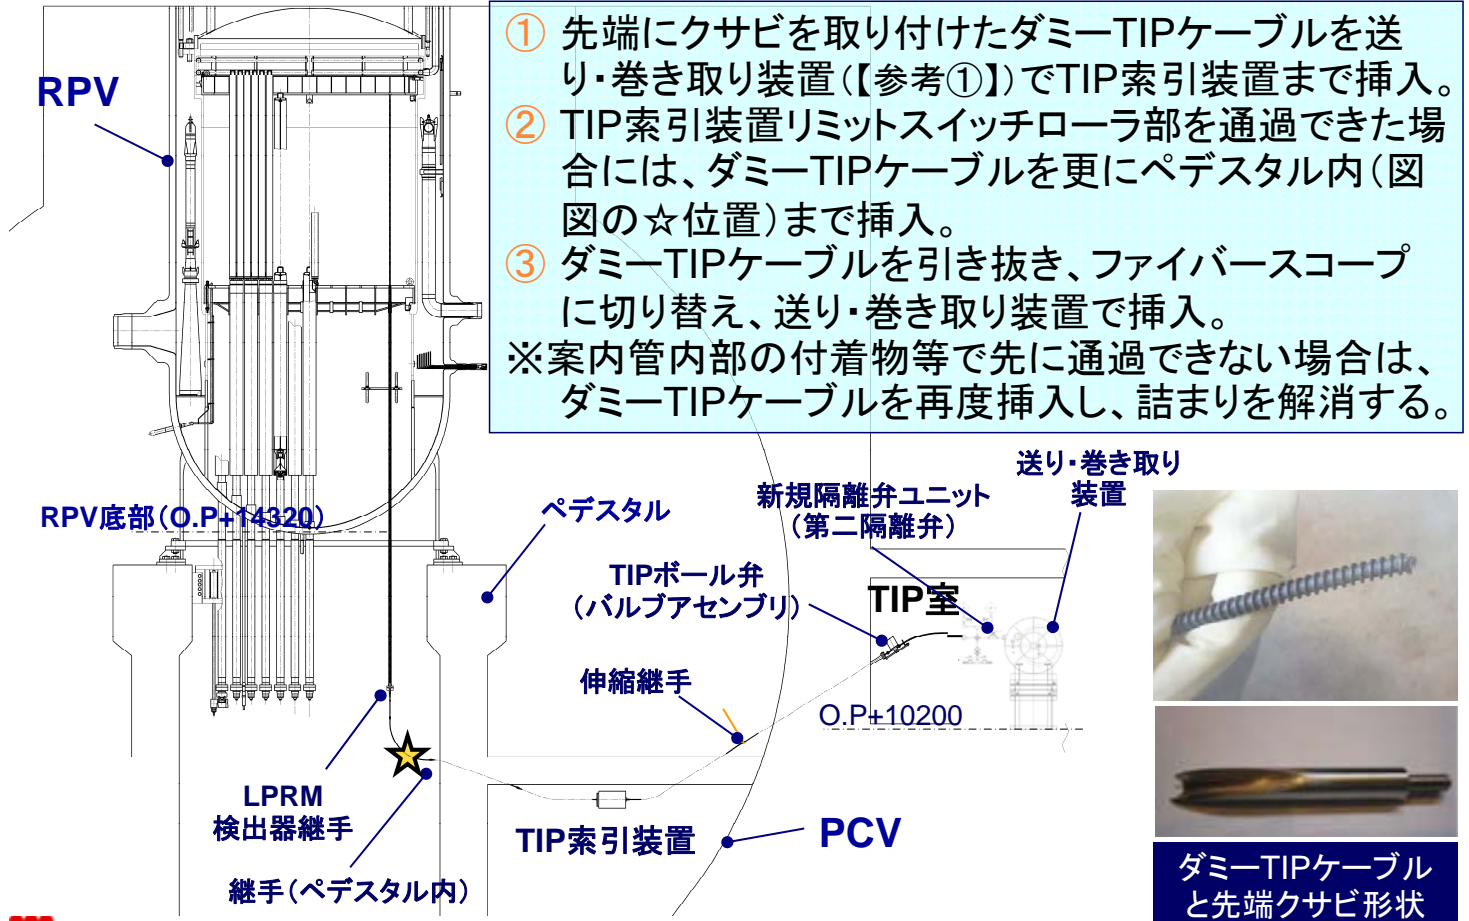 ① 先端にクサビを取り付けたダミーTIPケーブルを送
り・巻き取り装置(【参考①】)でTIP索引装置まで挿入。
② TIP索引装置リミットスイッチローラ部を通過できた場
合には、ダミーTIPケーブルを更にペデスタル内(図
図の☆位置)まで挿入。
③ ダミーTIPケーブルを引き抜き、ファイバースコープ
に切り替え、送り・巻き取り装置で挿入。
※案内管内部の付着物等で先に通過できない場合は、
ダミーTIPケーブルを再度挿入し、詰まりを解消する。
RPV
RPV底部(O.P+14320)
ペデスタル
送り・巻き取り
装置
新規隔離弁ユニット
(第二隔離弁)
TIPボール弁
(バルブアセンブリ)
TIP室
伸縮継手
O.P+10200
LPRM
検出器継手
TIP索引装置
PCV
継手(ペデスタル内)
ダミーTIPケーブル
と先端クサビ形状